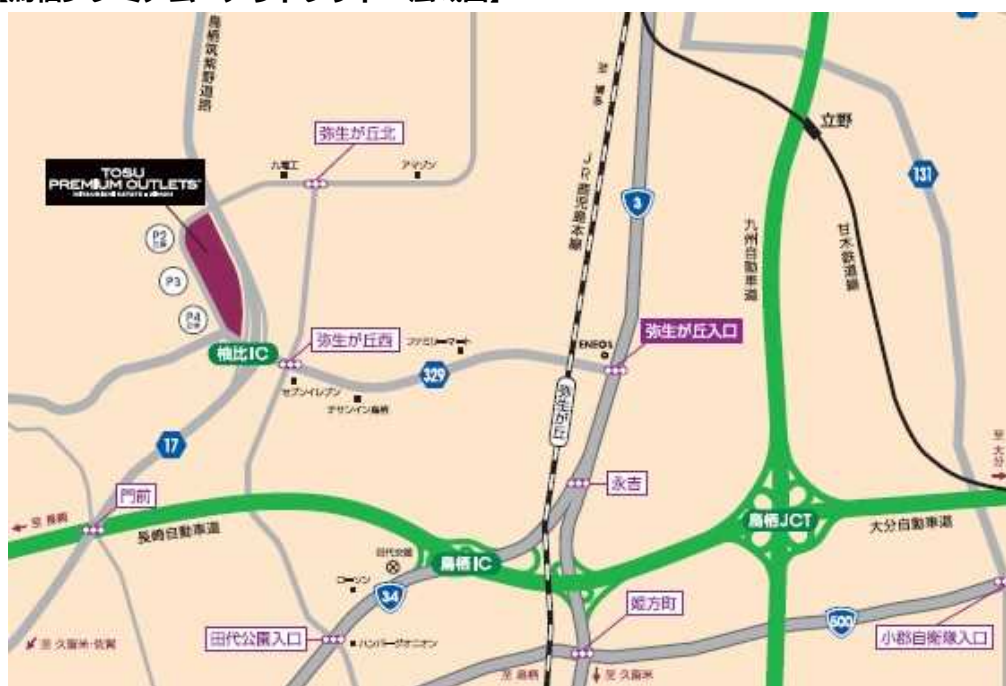 鳥栖筑紫野道路
弥生が丘北
九電工
アマゾン
TOSU
PREMIUM OUTLETS®
P2
P3
P4
柚比IC
弥生が丘西
ファミリーマート
329
セブンイレブン
チサンイン鳥栖
17
門前
至 長崎
長崎自動車道
至 久留米・佐賀
JR鹿児島本線
3
ENEOS
弥生が丘入口
弥生が丘
永吉
九州自動車道
立野
甘木鉄道線
131
至 大分
鳥栖JCT
大分自動車道
田代公園
ローソン
34
鳥栖IC
姫方町
田代公園入口
ハンバーグオニオン
至 鳥栖
至 久留米
500
小郡自衛隊入口